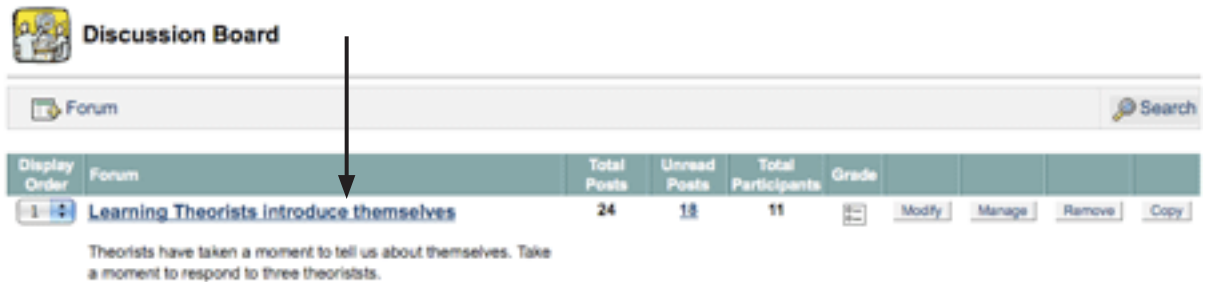 Discussion Board
Forum
Search
Display Order Forum Total Posts Unread Posts Total Participants Grade
1 Learning Theorists introduce themselves 24 18 11 Modify Manage Remove Copy
Theorists have taken a moment to tell us about themselves. Take
a moment to respond to three theoriststs.